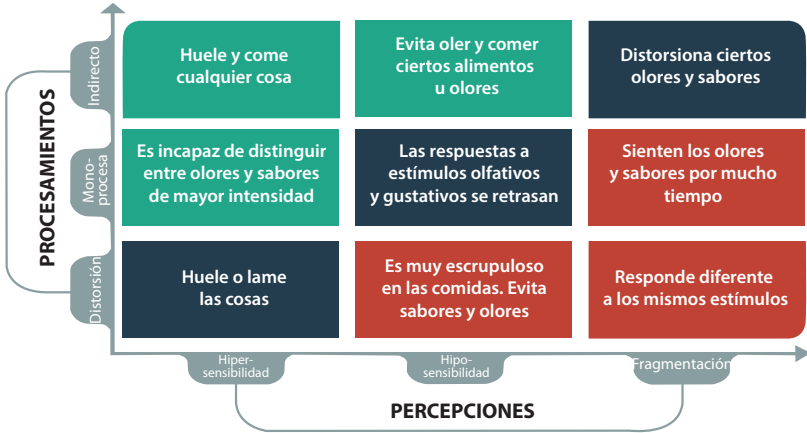 PROCESAMIENTOS
Indirecto
Huele y come
cualquier cosa
Evita oler y comer
ciertos alimentos
u olores
Distorsiona ciertos
olores y sabores
Mono-
procesa
Es incapaz de distinguir
entre olores y sabores
de mayor intensidad
Las respuestas a
estímulos olfativos
y gustativos se retrasan
Sienten los olores
y sabores por mucho
tiempo
Distorsión
Huele o lame
las cosas
Es muy escrupuloso
en las comidas. Evita
sabores y olores
Responde diferente
a los mismos estímulos
Hiper-
sensibilidad
Hipo-
sensibilidad
Fragmentación
PERCEPCIONES